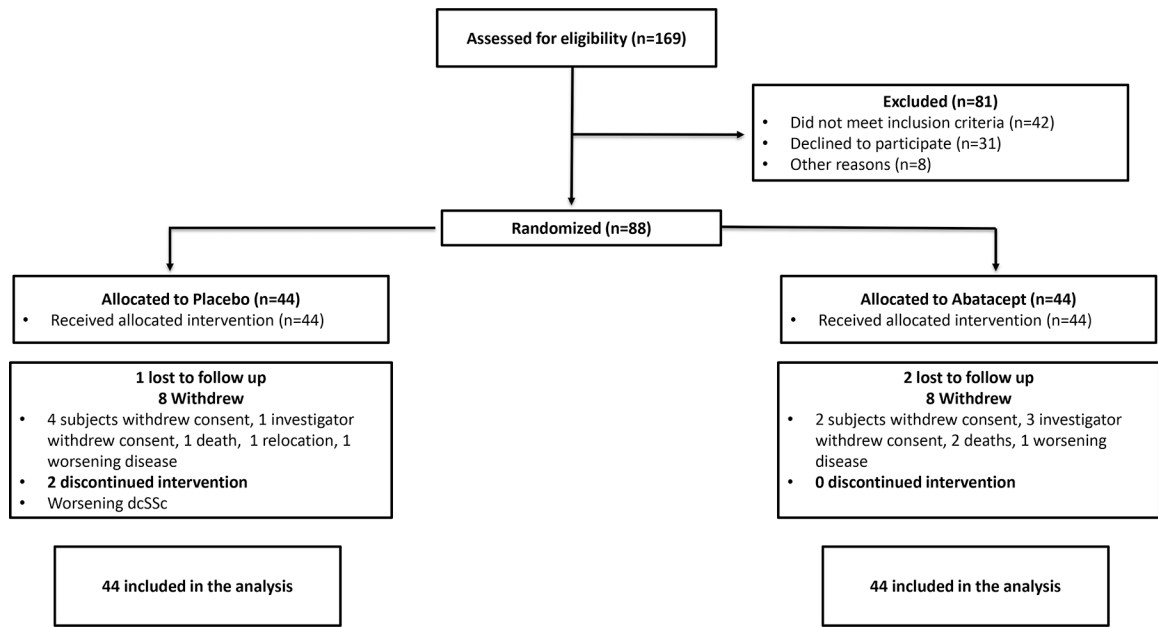 Assessed for eligibility (n=169)
Excluded (n=81)
• Did not meet inclusion criteria (n=42)
• Declined to participate (n=31)
• Other reasons (n=8)
Randomized (n=88)
Allocated to Placebo (n=44)
• Received allocated intervention (n=44)
Allocated to Abatacept (n=44)
• Received allocated intervention (n=44)
1 lost to follow up
8 Withdrew
• 4 subjects withdrew consent, 1 investigator
withdrew consent, 1 death, 1 relocation, 1
worsening disease
• 2 discontinued intervention
• Worsening dcSSc
2 lost to follow up
8 Withdrew
• 2 subjects withdrew consent, 3 investigator
withdrew consent, 2 deaths, 1 worsening
disease
• 0 discontinued intervention
44 included in the analysis
44 included in the analysis